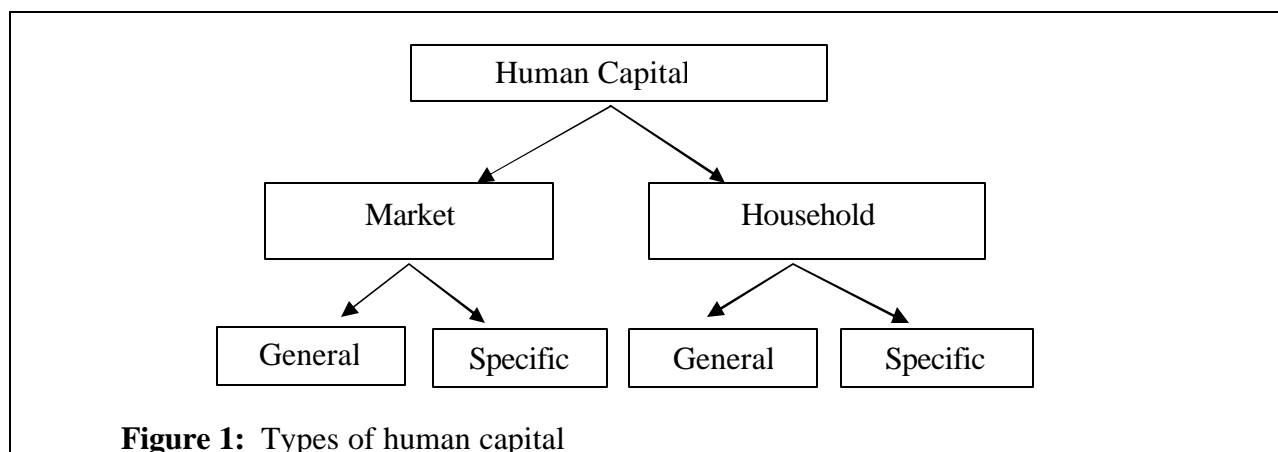 Human Capital
Market Household
General Specific General Specific
Figure 1: Types of human capital